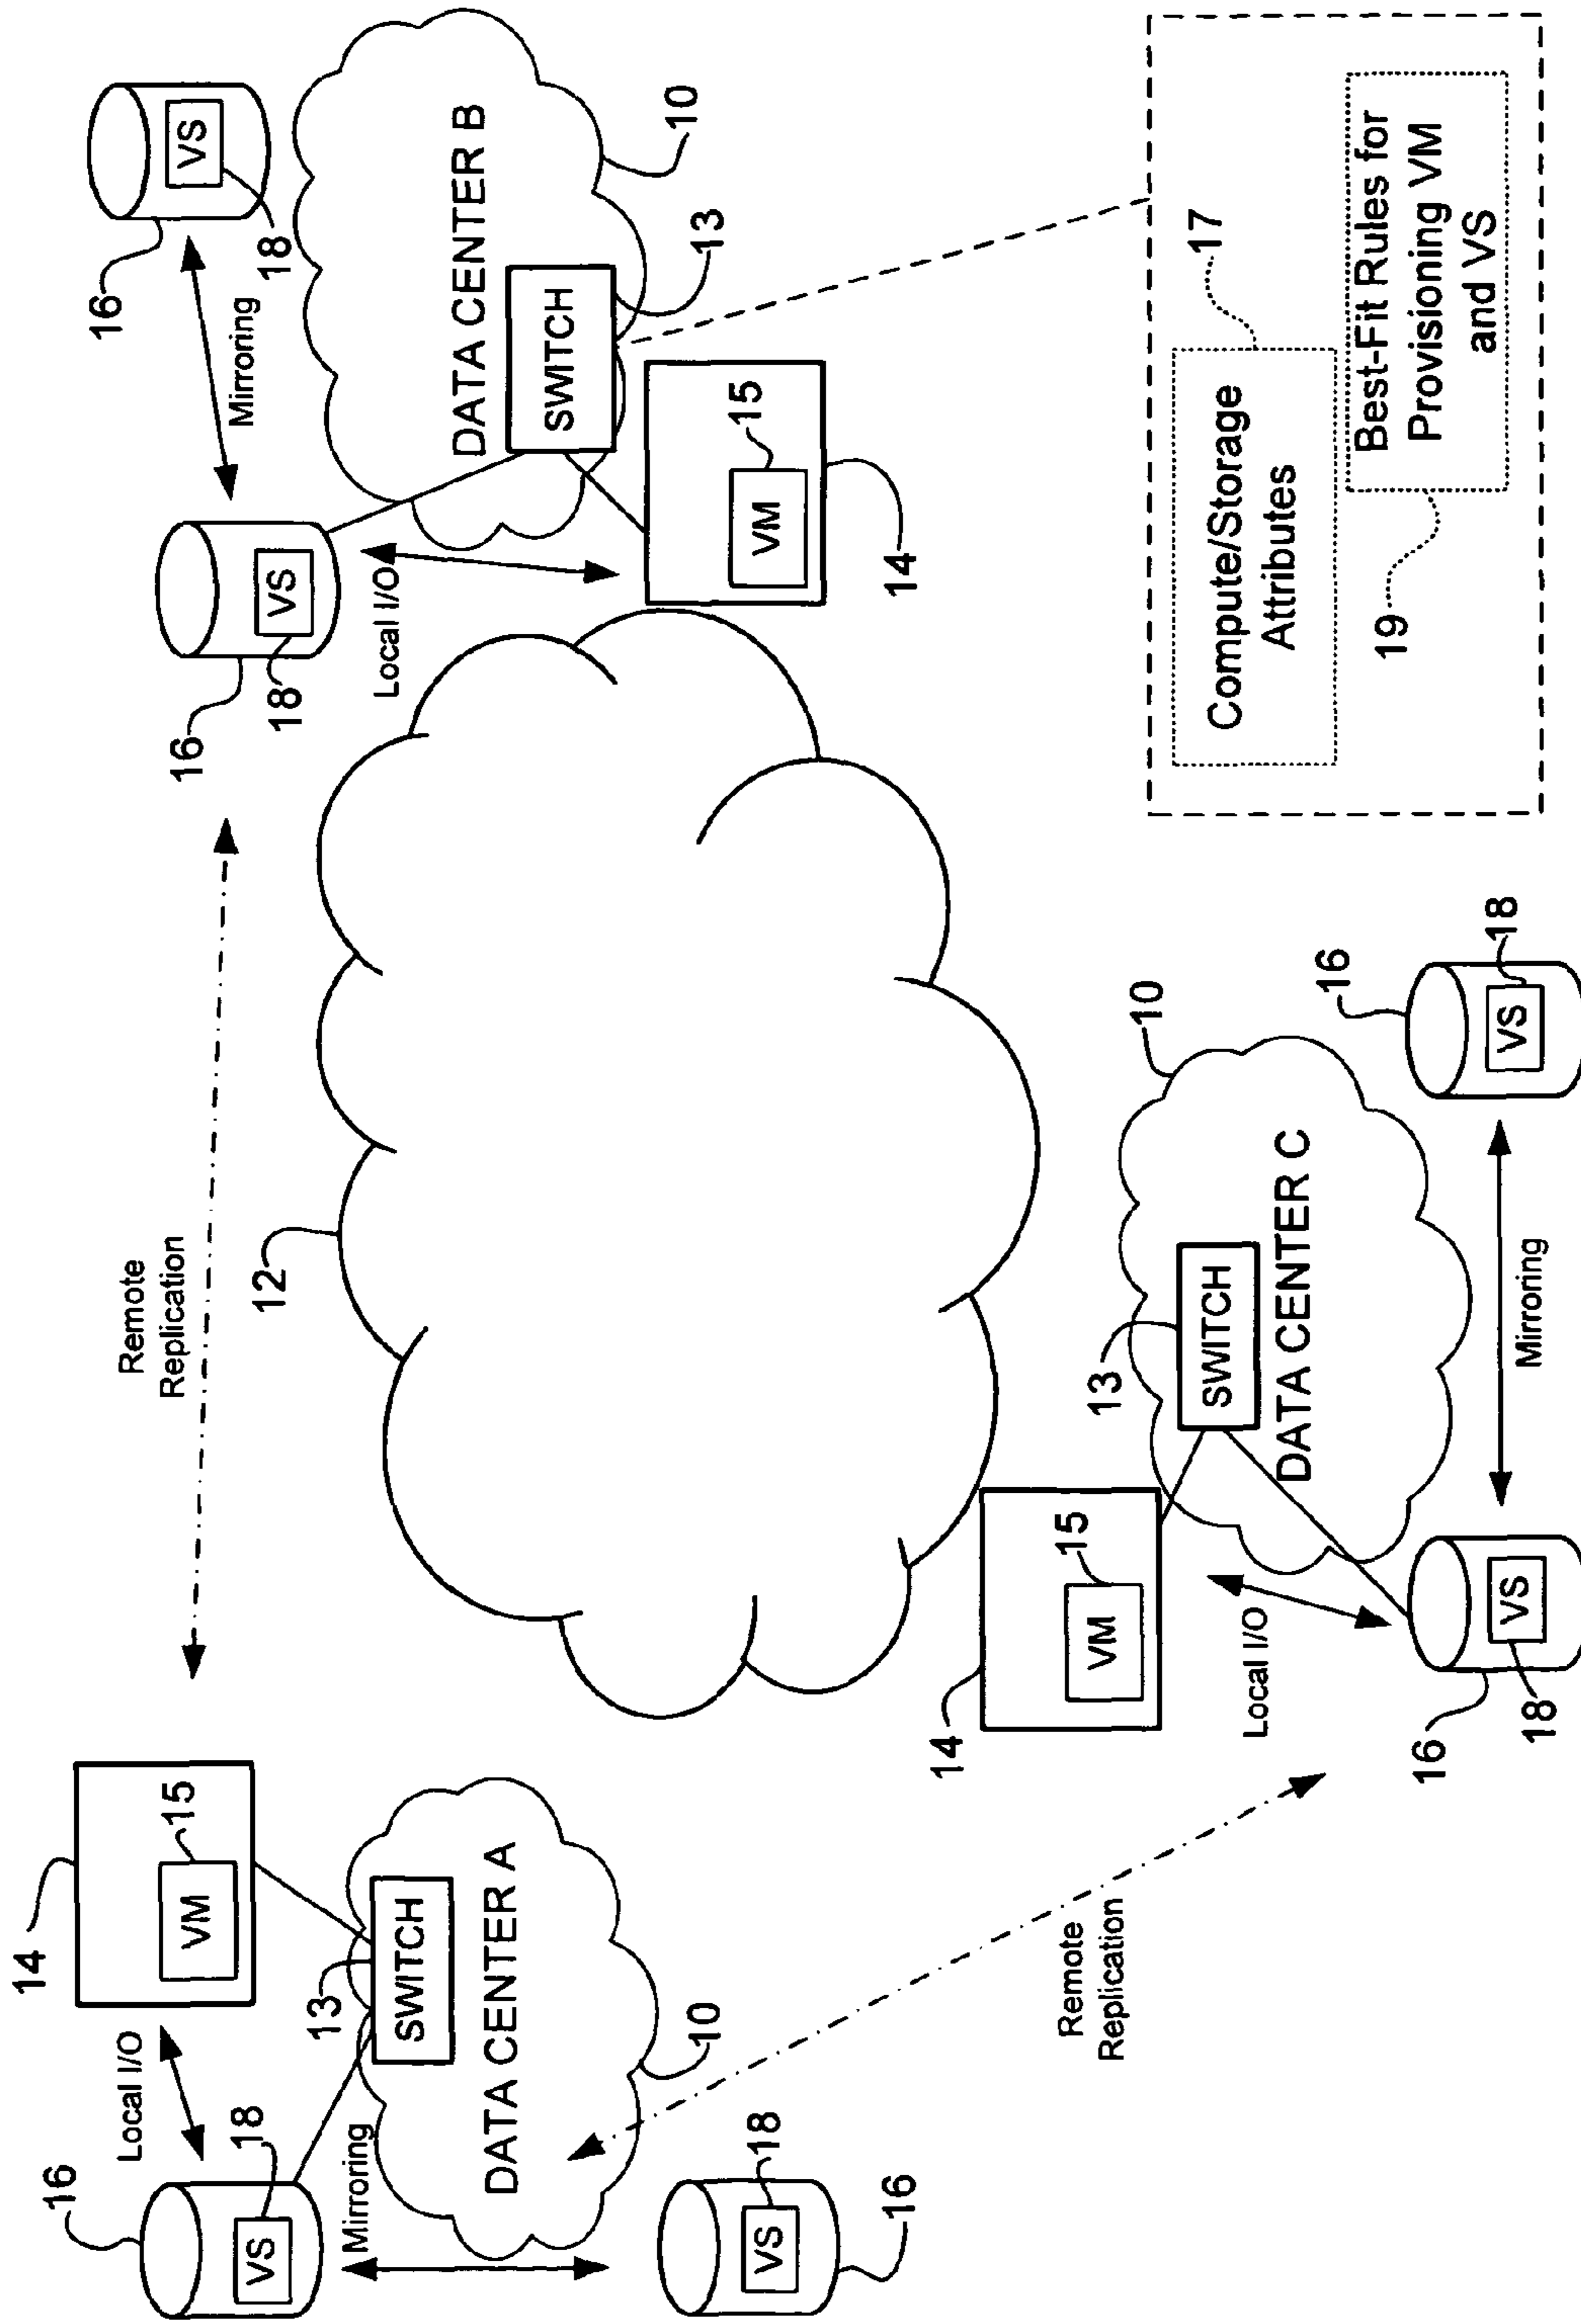 14
15
VM
Local I/O
16
18
VS
13
SWITCH
DATA CENTER A
10
Mirroring
VS
18
16
Remote
Replication
12
Remote
Replication
16
VS
18
Mirroring
16
VS
18
Local I/O
DATA CENTER B
10
SWITCH
13
VM
15
14
14
VM
15
Local I/O
13
SWITCH
DATA CENTER C
10
16
VS
18
Mirroring
16
VS
18
Compute/Storage
Attributes
17
Best-Fit Rules for
Provisioning VM
and VS
19